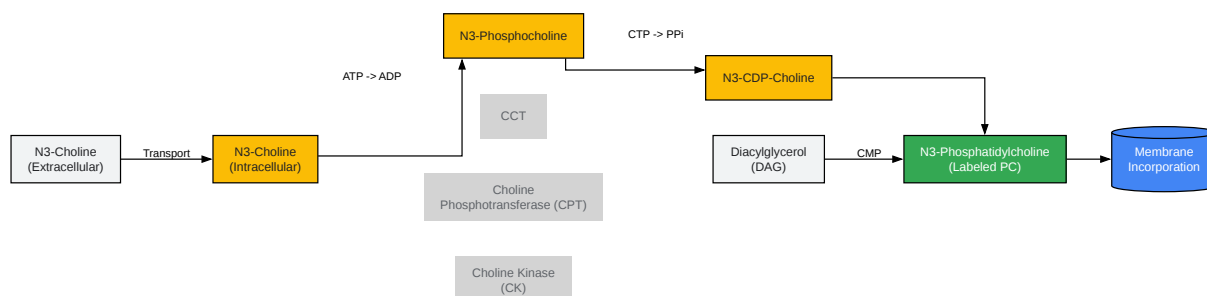 N3-Phosphocholine
CTP -> PPi
ATP -> ADP
N3-CDP-Choline
CCT
N3-Choline
(Extracellular)
Transport
N3-Choline
(Intracellular)
Diacylglycerol
(DAG)
CMP
N3-Phosphatidylcholine
(Labeled PC)
Membrane
Incorporation
Choline
Phosphotransferase (CPT)
Choline Kinase
(CK)